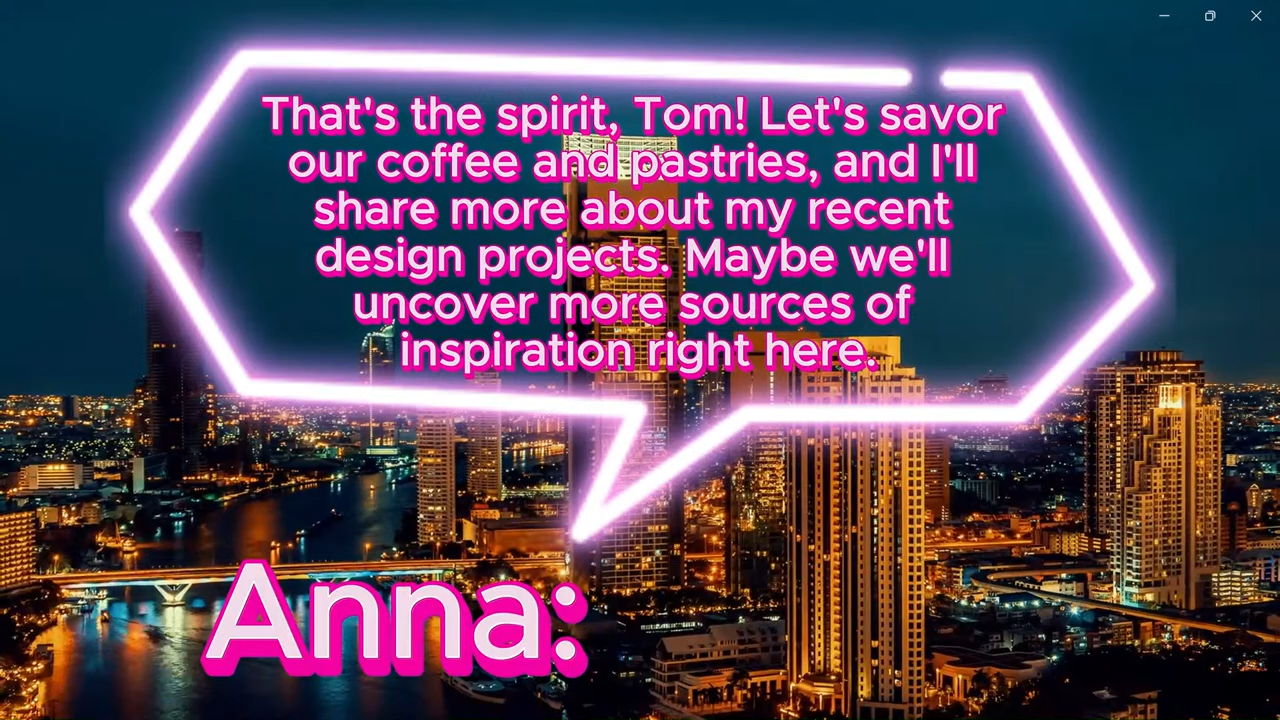 That's the spirit, Tom! Let's savor
our coffee and pastries, and I'll
share more about my recent
design projects. Maybe we'll
uncover more sources of
inspiration right here.
Anna: